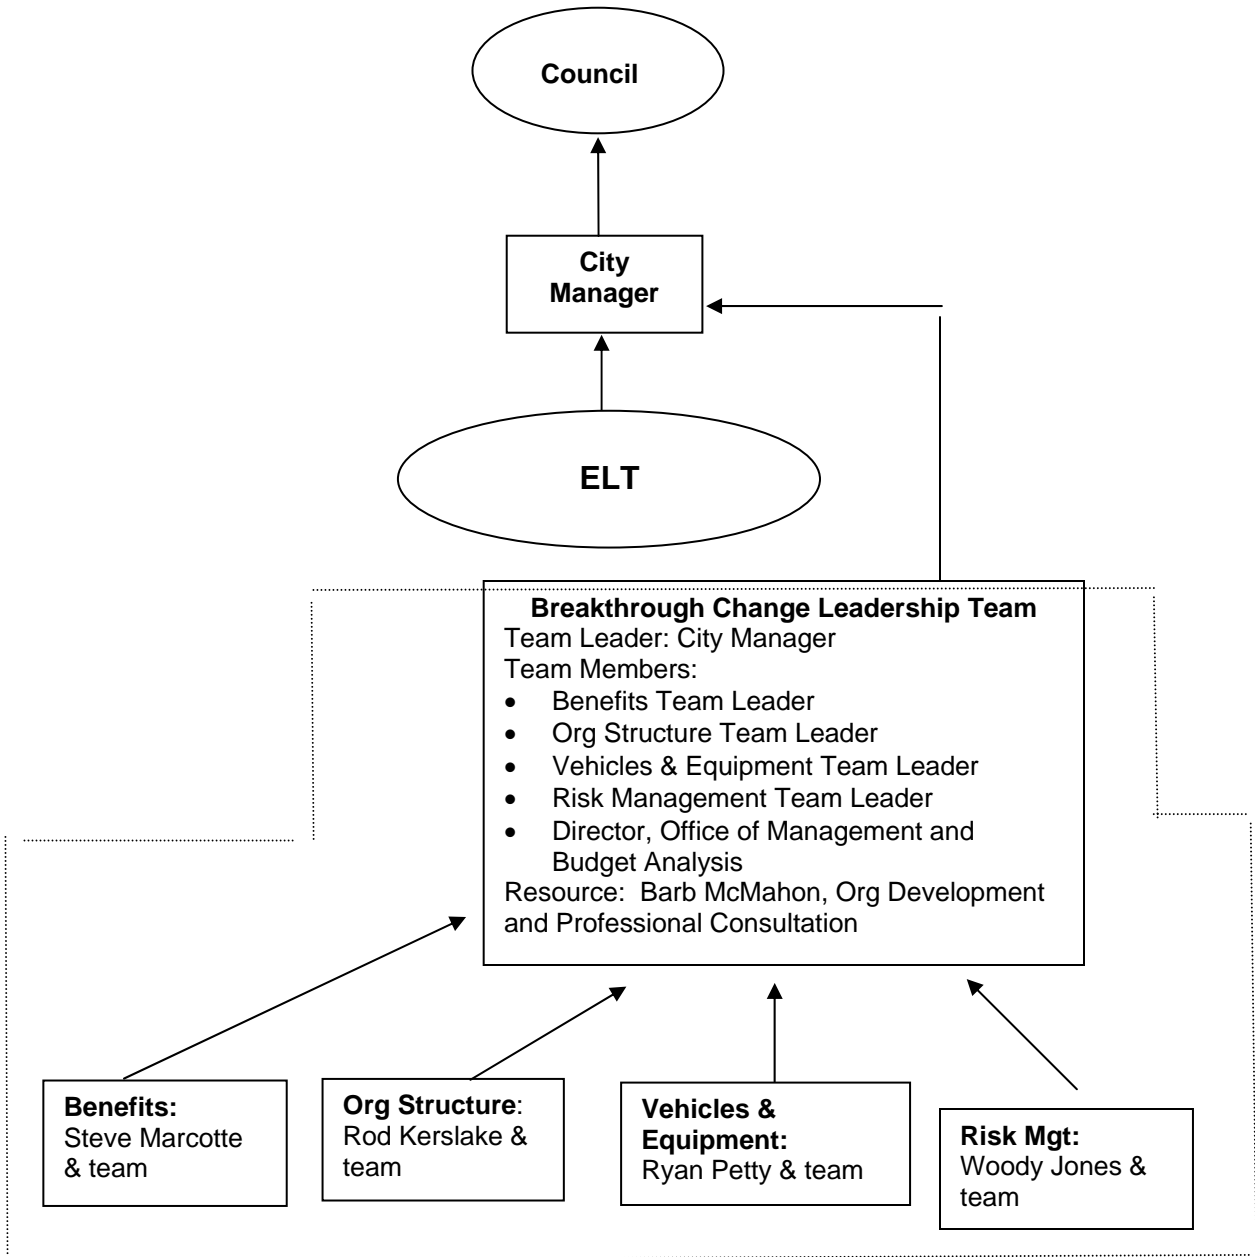 Council
City
Manager
ELT
Breakthrough Change Leadership Team
Team Leader: City Manager
Team Members:
• Benefits Team Leader
• Org Structure Team Leader
• Vehicles & Equipment Team Leader
• Risk Management Team Leader
• Director, Office of Management and
Budget Analysis
Resource: Barb McMahon, Org Development
and Professional Consultation
Benefits:
Steve Marcotte
& team
Org Structure:
Rod Kerslake &
team
Vehicles &
Equipment:
Ryan Petty & team
Risk Mgt:
Woody Jones &
team